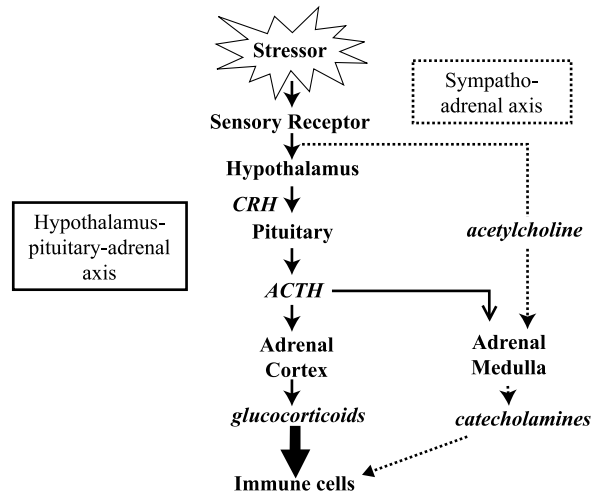 Stressor
Sympatho-
adrenal axis
Sensory Receptor
Hypothalamus
CRH
Hypothalamus-
pituitary-adrenal
axis
Pituitary
acetylcholine
ACTH
Adrenal
Cortex
Adrenal
Medulla
glucocorticoids
catecholamines
Immune cells